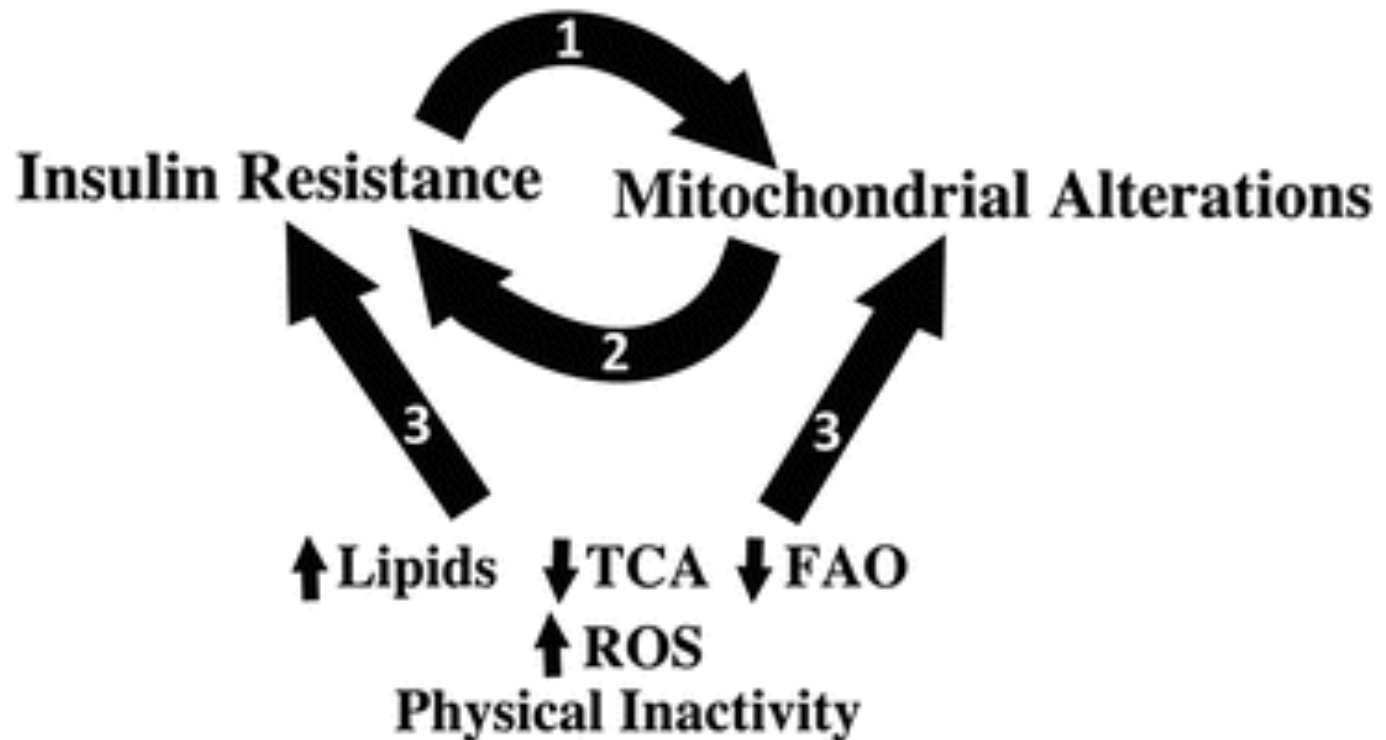 1
Insulin Resistance Mitochondrial Alterations
2
3 3
Lipids TCA FAO
ROS
Physical Inactivity